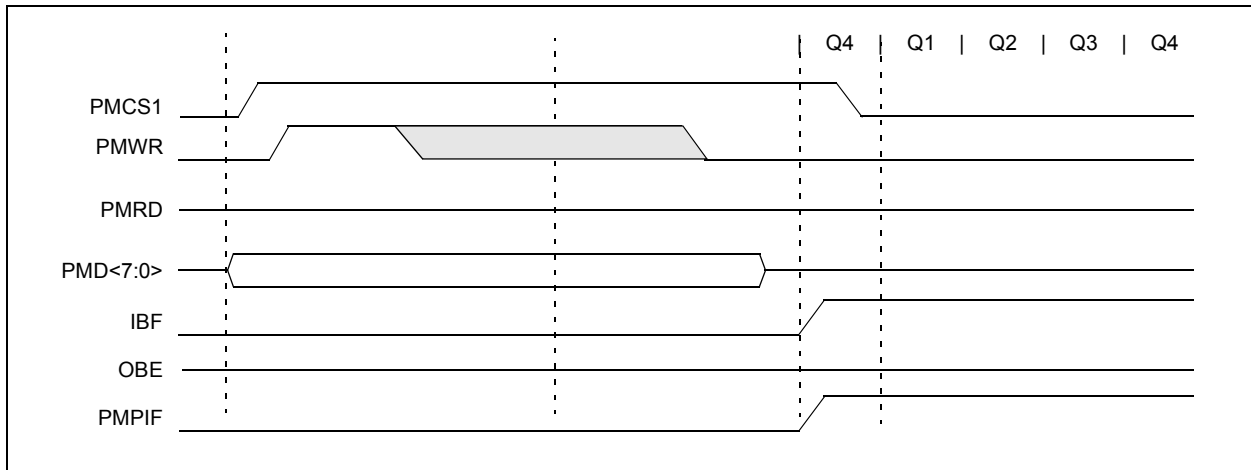 | Q4 | Q1 | Q2 | Q3 | Q4
PMCS1
PMWR
PMRD
PMD<7:0>
IBF
OBE
PMPIF